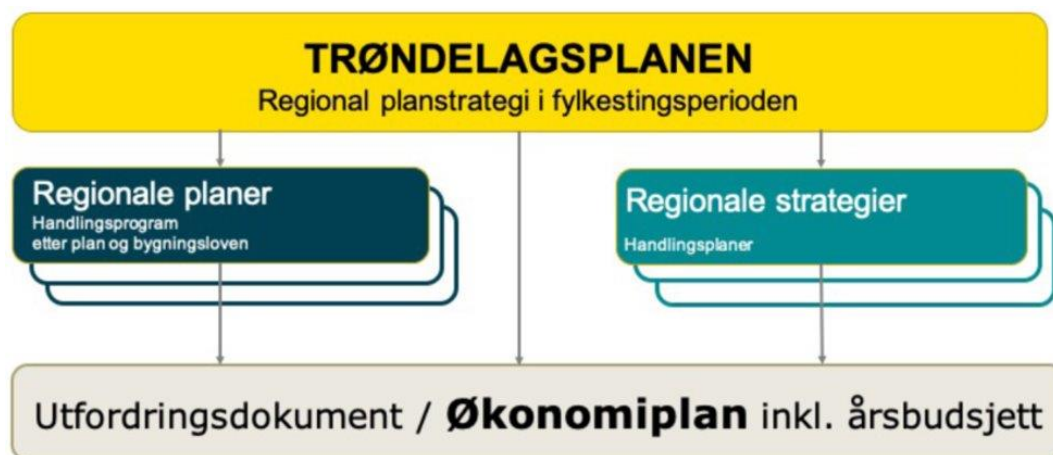 TRØNDELAGSPLANEN
Regional planstrategi i fylkestingsperioden
Regionale planer
Handlingsprogram
etter plan og bygningsloven
Regionale strategier
Handlingsplaner
Utfordringsdokument / Økonomiplan inkl. årsbudsjett